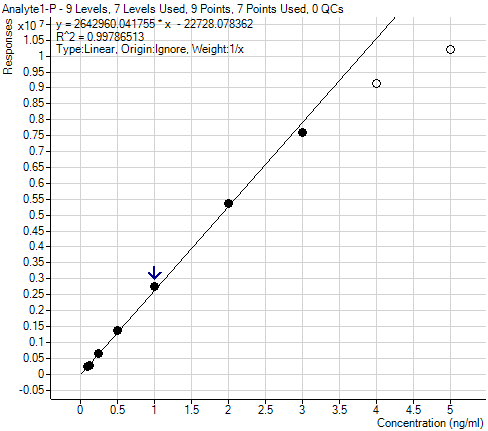 Analyte1-P - 9 Levels, 7 Levels Used, 9 Points, 7 Points Used, 0 QCs
y = 2642960.041755 * x - 22728.078362
R^2 = 0.99786513
Type:Linear, Origin:Ignore, Weight:1/x
Responses
x10 7
1.05
1
0.95
0.9
0.85
0.8
0.75
0.7
0.65
0.6
0.55
0.5
0.45
0.4
0.35
0.3
0.25
0.2
0.15
0.1
0.05
0
-0.05
0 0.5 1 1.5 2 2.5 3 3.5 4 4.5 5
Concentration (ng/ml)